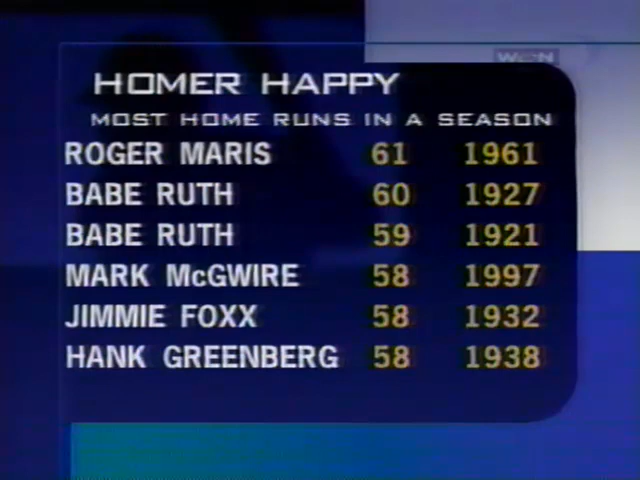 WGN
HOMER HAPPY
MOST HOME RUNS IN A SEASON
ROGER MARIS 61 1961
BABE RUTH 60 1927
BABE RUTH 59 1921
MARK McGWIRE 58 1997
JIMMIE FOXX 58 1932
HANK GREENBERG 58 1938